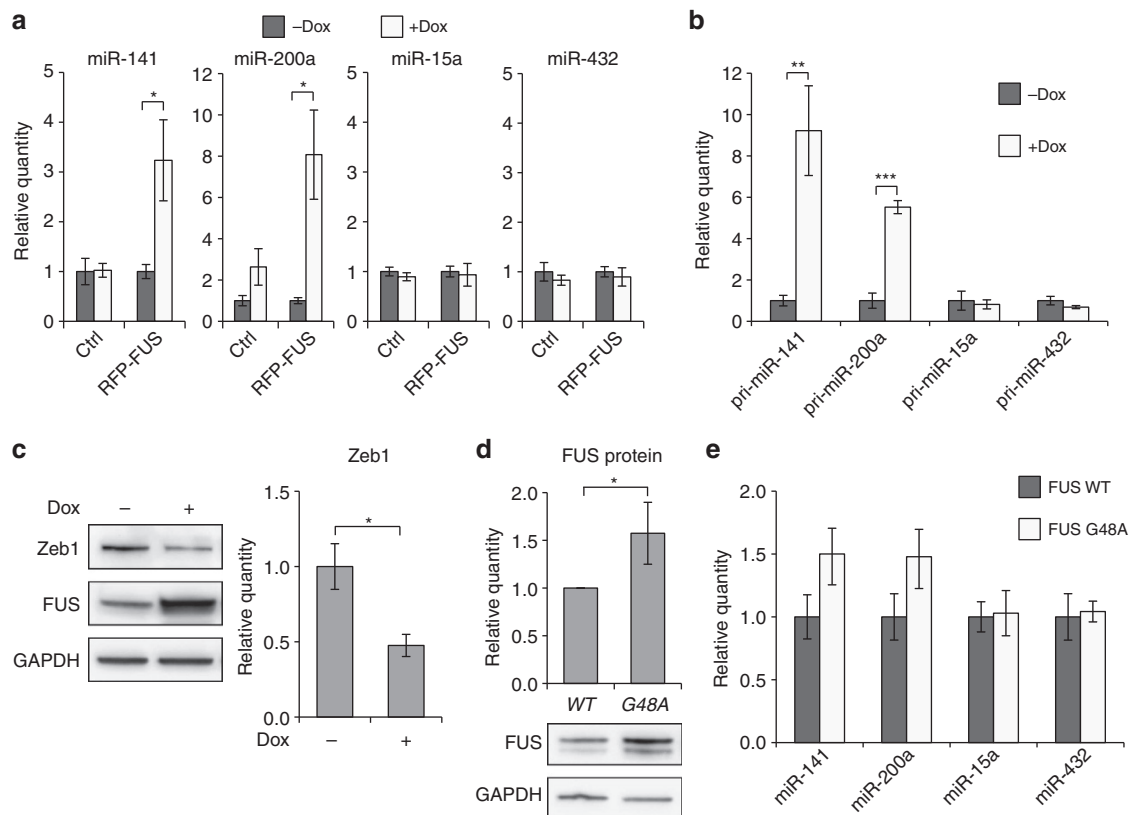 a
–Dox
+Dox
miR-141
miR-200a
miR-15a
miR-432
Relative quantity
5
4
3
2
1
0
*
Ctrl
RFP-FUS
12
10
8
6
4
2
0
*
Ctrl
RFP-FUS
5
4
3
2
1
0
Ctrl
RFP-FUS
5
4
3
2
1
0
Ctrl
RFP-FUS
b
Relative quantity
12
10
8
6
4
2
0
**
***
–Dox
+Dox
pri-miR-141
pri-miR-200a
pri-miR-15a
pri-miR-432
c
Dox – +
Zeb1
FUS
GAPDH
Zeb1
Relative quantity
1.5
1.0
0.5
0.0
*
Dox – +
d
FUS protein
Relative quantity
2.0
1.5
1.0
0.5
0.0
*
WT G48A
FUS
GAPDH
e
FUS WT
FUS G48A
Relative quantity
2.0
1.5
1.0
0.5
0.0
miR-141
miR-200a
miR-15a
miR-432